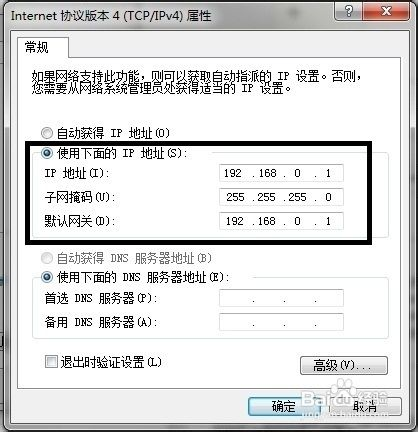 Internet 协议版本 4 (TCP/IPv4) 属性
常规
如果网络支持此功能，则可以获取自动指派的 IP 设置。否则，
您需要从网络系统管理员处获得适当的 IP 设置。
自动获得 IP 地址(O)
使用下面的 IP 地址(S):
IP 地址(I): 192 .168 . 0 . 1
子网掩码(U): 255 .255 .255 . 0
默认网关(D): 192 .168 . 0 . 1
自动获得 DNS 服务器地址(B)
使用下面的 DNS 服务器地址(E):
首选 DNS 服务器(P): . . .
备用 DNS 服务器(A): . . .
退出时验证设置(L)
高级(V)...
确定 取消
Baidu经验
jingyan.baidu.com